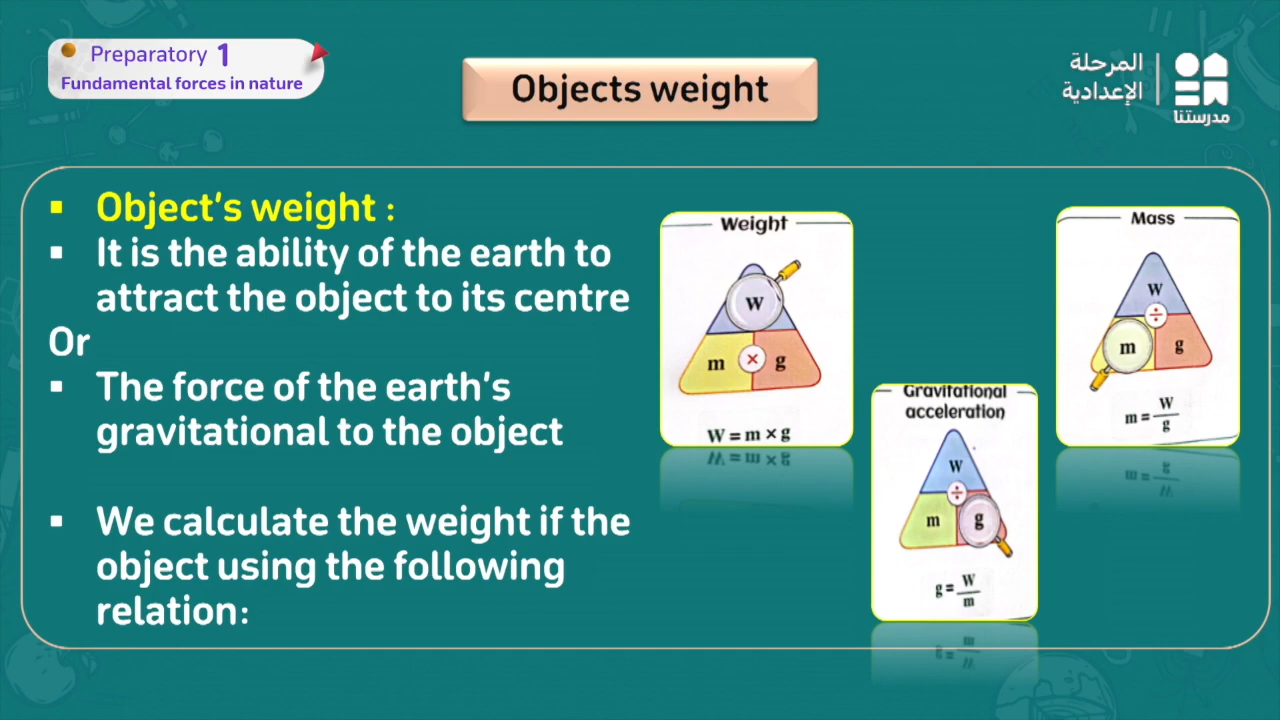 Preparatory 1
Fundamental forces in nature
Objects weight
المرحلة
الإعدادية
مدرستنا
▪ Object's weight :
▪ It is the ability of the earth to
attract the object to its centre
Or
▪ The force of the earth's
gravitational to the object
▪ We calculate the weight if the
object using the following
relation:
Weight
W
m × g
W = m × g
Gravitational
acceleration
W
÷
m g
g = W
m
Mass
W
÷
m g
m = W
g